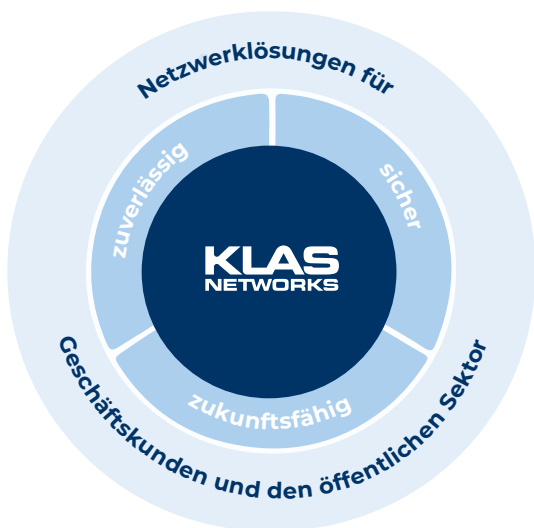 Netzwerklösungen für
zuverlässig
sicher
KLAS
NETWORKS
zukunftsfähig
Geschäftskunden und den öffentlichen Sektor